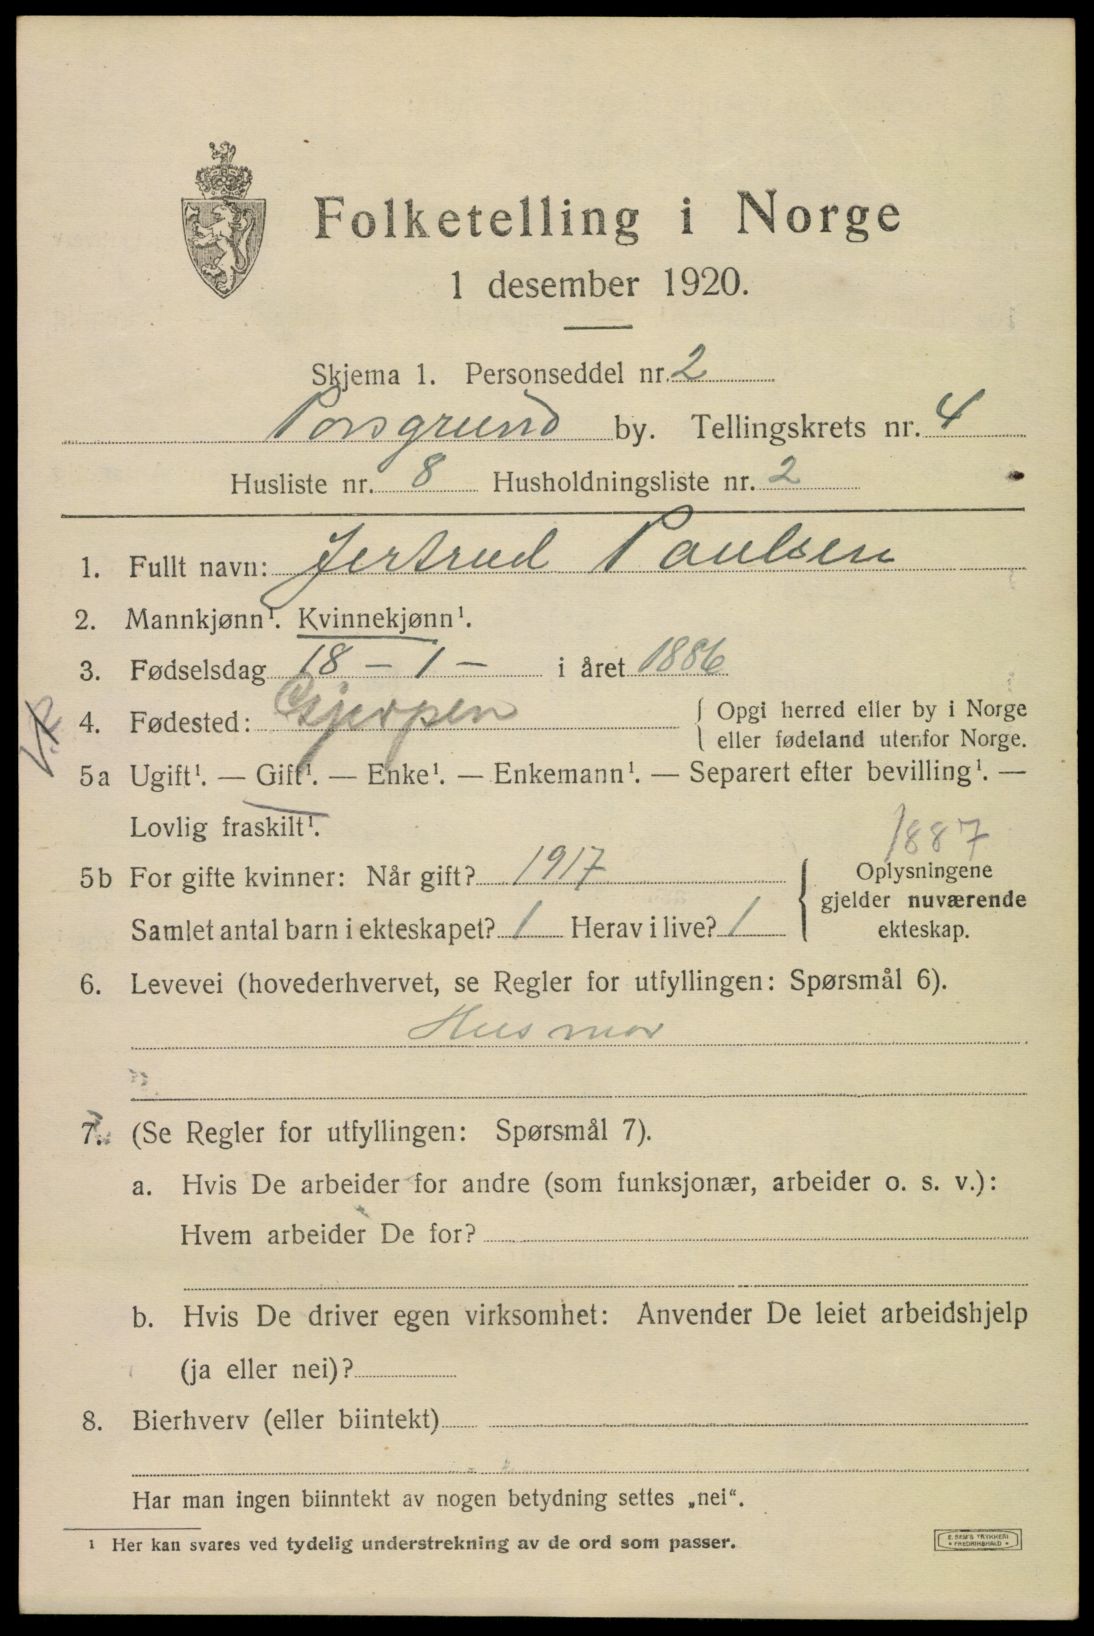 Folketelling i Norge
1 desember 1920.
Skjema 1. Personseddel nr. 2
Porsgrund by. Tellingskrets nr. 4
Husliste nr. 8 Husholdningsliste nr. 2
1. Fullt navn: Jertrud Paulsen
2. Mannkjønn¹. Kvinnekjønn¹.
3. Fødselsdag 18 - 1 - i året 1886
4. Fødested: Gjerpen { Opgi herred eller by i Norge
eller fødeland utenfor Norge.
5a Ugift¹. — Gift¹. — Enke¹. — Enkemann¹. — Separert efter bevilling¹. —
Lovlig fraskilt¹.
1887
5b For gifte kvinner: Når gift? 1917
Samlet antal barn i ekteskapet? 1 Herav i live? 1
{ Oplysningene
gjelder nuværende
ekteskap.
6. Levevei (hovederhvervet, se Regler for utfyllingen: Spørsmål 6).
Husmor
7. (Se Regler for utfyllingen: Spørsmål 7).
a. Hvis De arbeider for andre (som funksjonær, arbeider o. s. v.):
Hvem arbeider De for?
b. Hvis De driver egen virksomhet: Anvender De leiet arbeidshjelp
(ja eller nei)?
8. Bierhverv (eller biintekt)
Har man ingen biinntekt av nogen betydning settes „nei“.
¹ Her kan svares ved tydelig understrekning av de ord som passer.
E. SEM'S TRYKKERI
FREDRIKSHALD